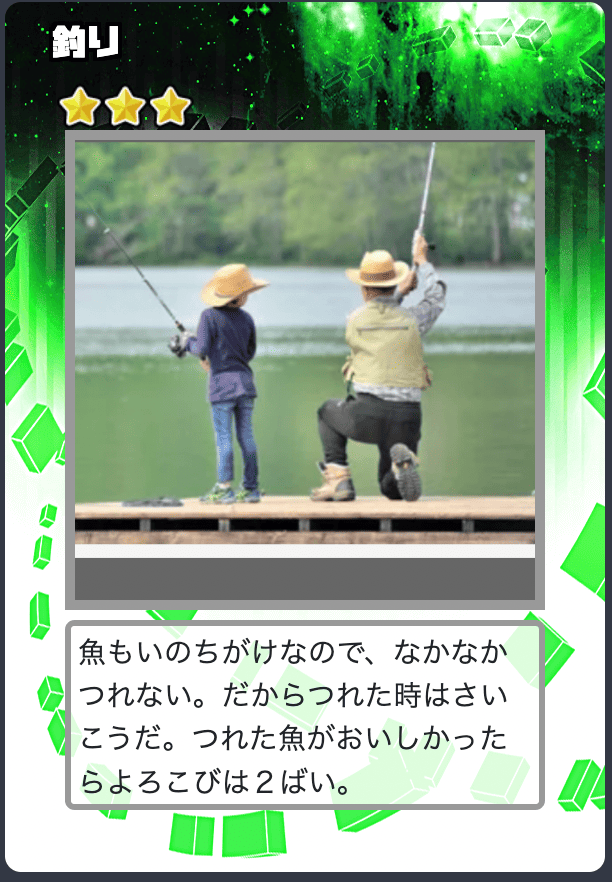 釣り
魚もいのちがけなので、なかなか
つれない。だからつれた時はさい
こうだ。つれた魚がおいしかった
らよろこびは２ばい。